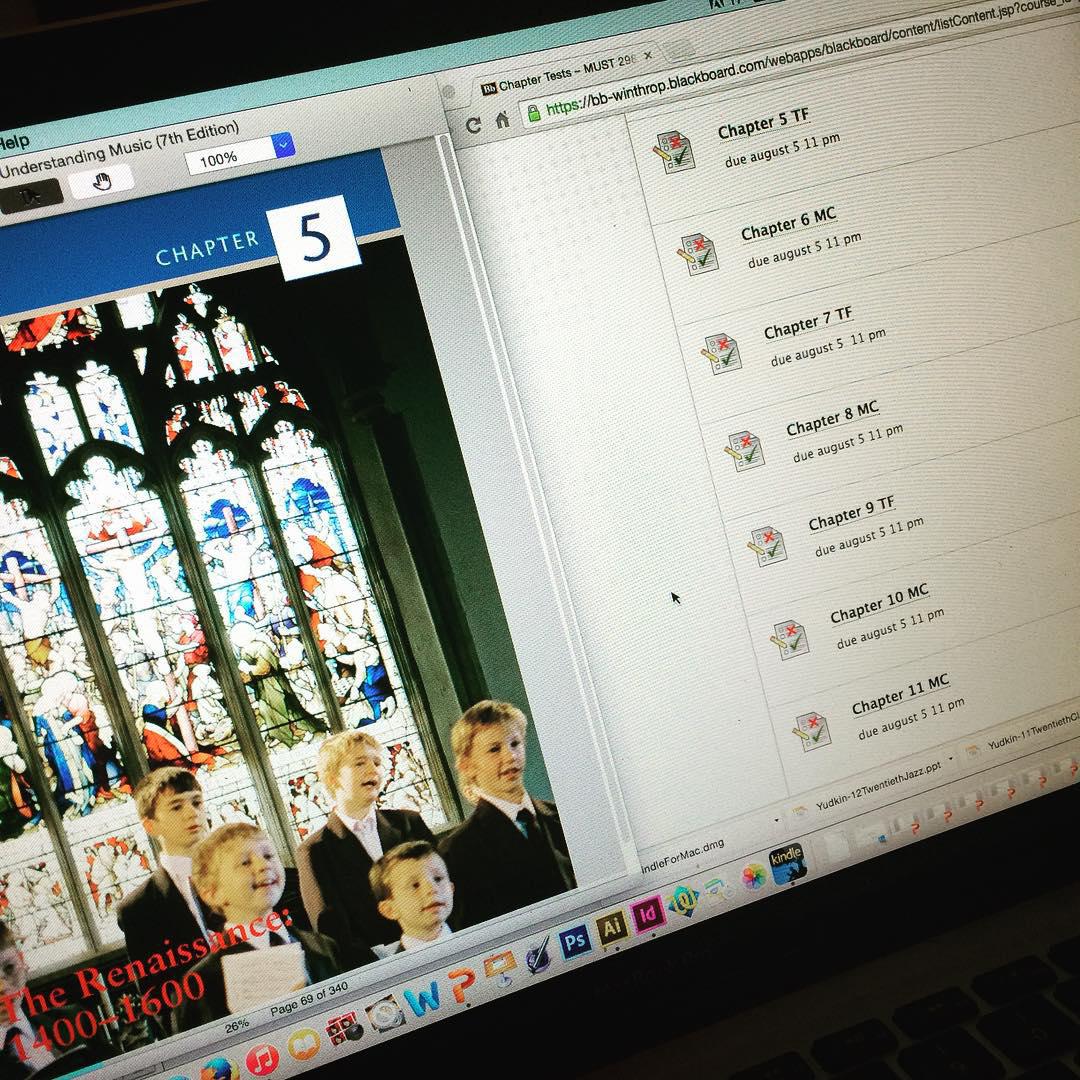 Help
Understanding Music (7th Edition)
100%
CHAPTER 5
The Renaissance:
1400–1600
26%
Page 69 of 340
Bb
Chapter Tests – MUST 298
https://bb-winthrop.blackboard.com/webapps/blackboard/content/listContent.jsp?course_id
Chapter 5 TF
due august 5 11 pm
Chapter 6 MC
due august 5 11 pm
Chapter 7 TF
due august 5 11 pm
Chapter 8 MC
due august 5 11 pm
Chapter 9 TF
due august 5 11 pm
Chapter 10 MC
due august 5 11 pm
Chapter 11 MC
due august 5 11 pm
indleForMac.dmg
Yudkin-12TwentiethJazz.ppt
Yudkin-11TwentiethCl
W
?
Ps
Ai
Id
kindle